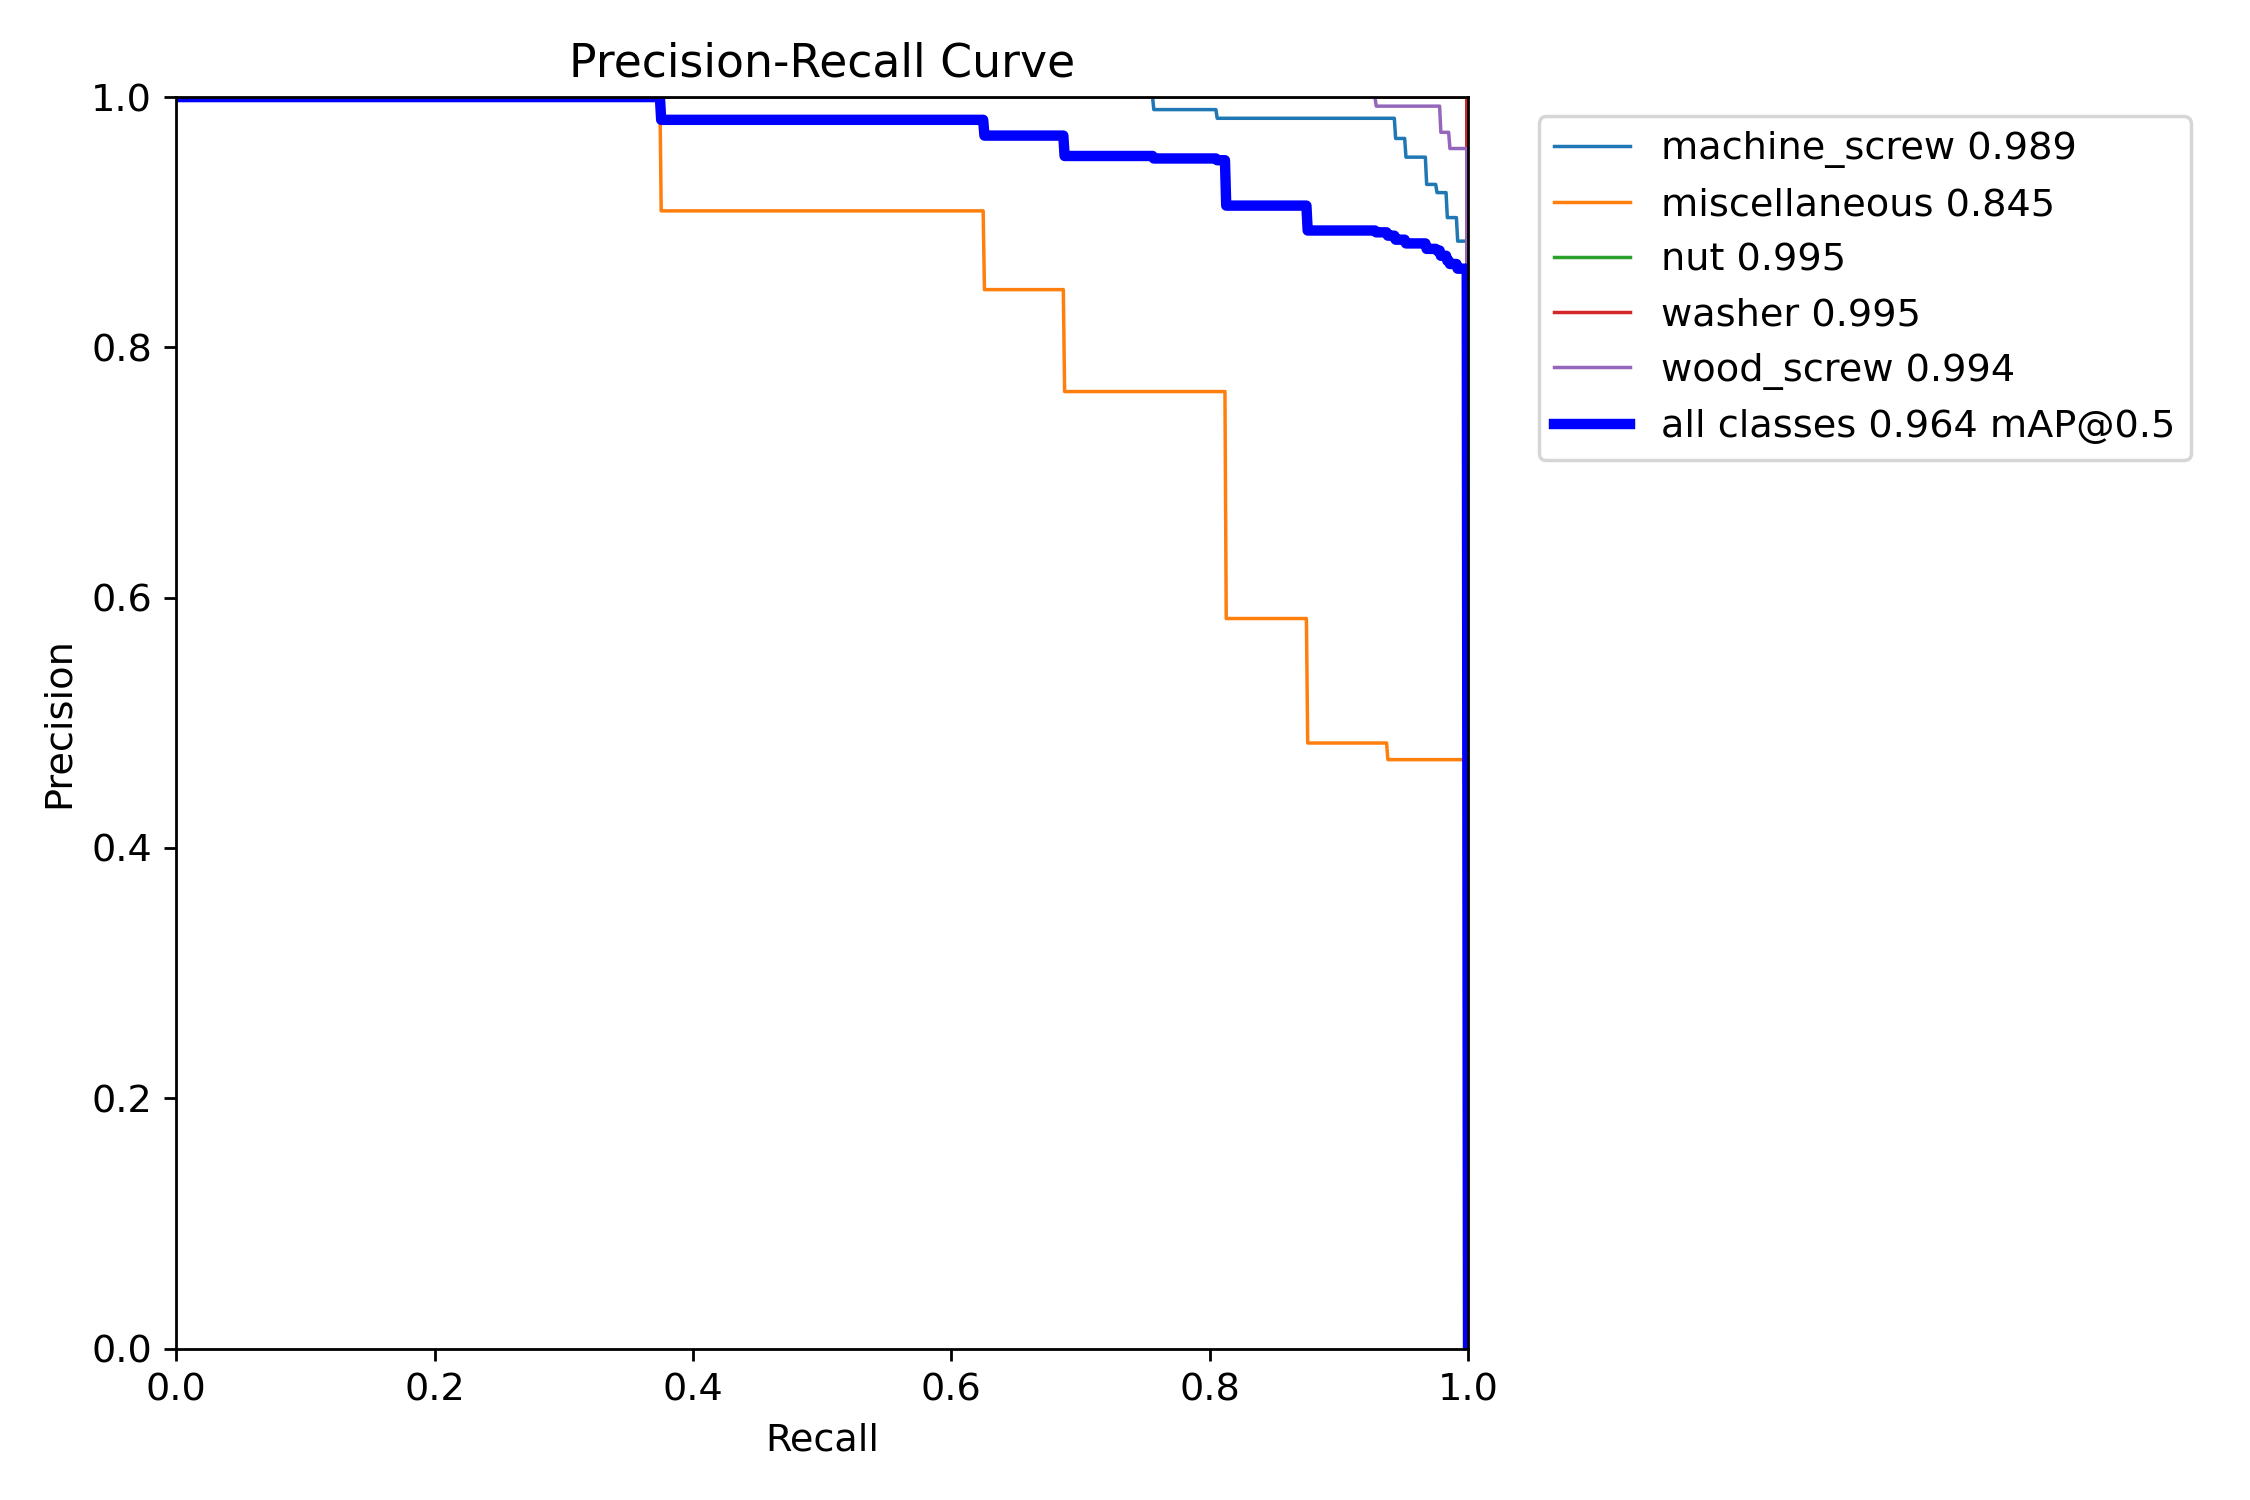 Precision-Recall Curve
1.0
0.8
0.6
0.4
0.2
0.0
Precision
0.0 0.2 0.4 0.6 0.8 1.0
Recall
machine_screw 0.989
miscellaneous 0.845
nut 0.995
washer 0.995
wood_screw 0.994
all classes 0.964 mAP@0.5